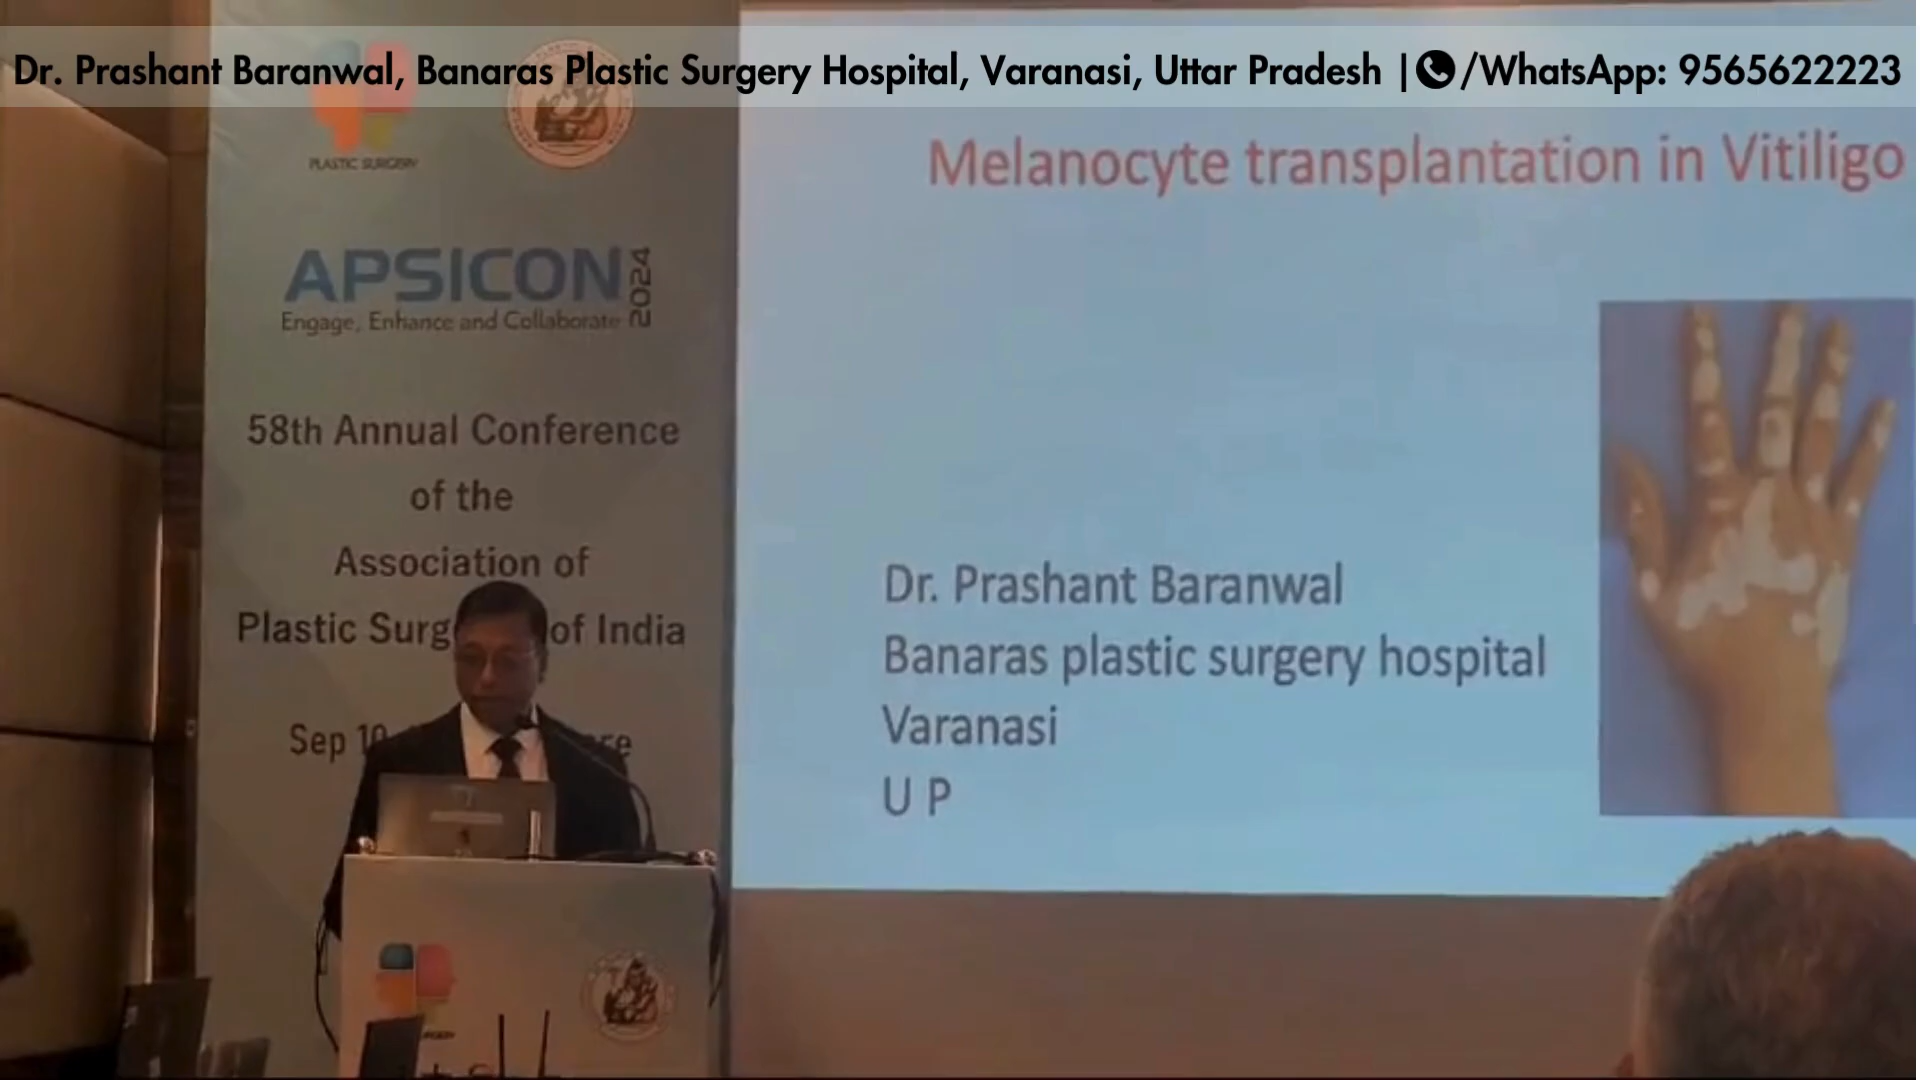 Dr. Prashant Baranwal, Banaras Plastic Surgery Hospital, Varanasi, Uttar Pradesh | /WhatsApp: 9565622223
PLASTIC SURGERY
APSICON 2024
Engage, Enhance and Collaborate
58th Annual Conference
of the
Association of
Plastic Surg of India
Sep
Melanocyte transplantation in Vitiligo
Dr. Prashant Baranwal
Banaras plastic surgery hospital
Varanasi
U P